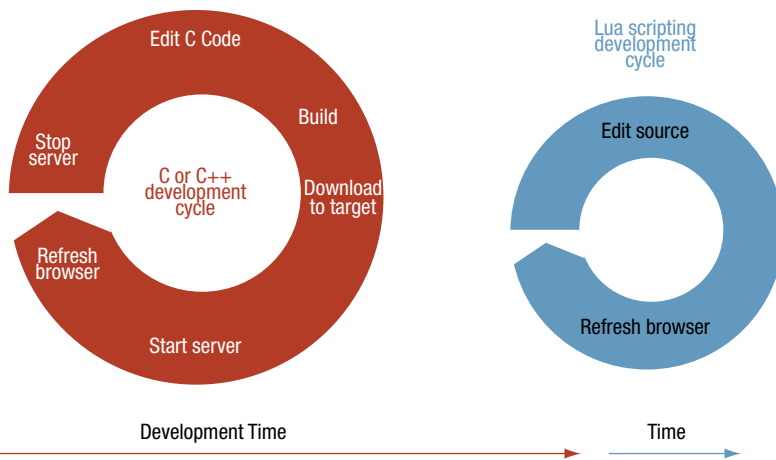 Edit C Code
Build
Download
to target
Start server
Refresh
browser
Stop
server
C or C++
development
cycle
Development Time
Lua scripting
development
cycle
Edit source
Refresh browser
Time